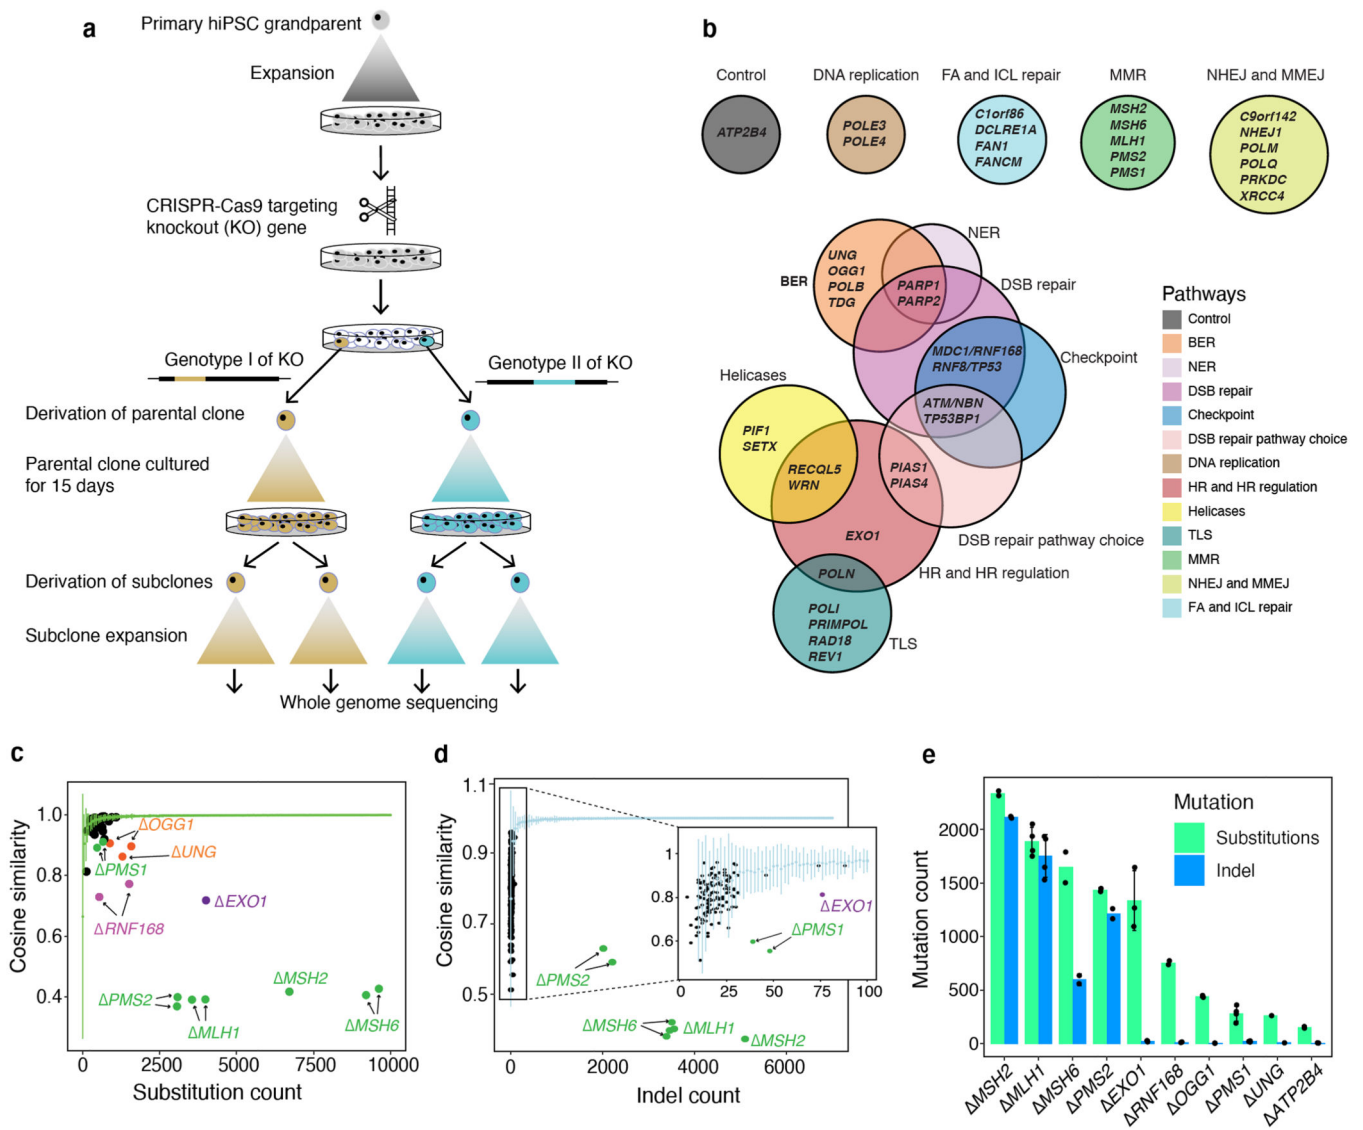 a
Primary hiPSC grandparent
Expansion
CRISPR-Cas9 targeting
knockout (KO) gene
Genotype I of KO
Genotype II of KO
Derivation of parental clone
Parental clone cultured
for 15 days
Derivation of subclones
Subclone expansion
Whole genome sequencing
b
Control
DNA replication
FA and ICL repair
MMR
NHEJ and MMEJ
ATP2B4
POLE3
POLE4
C1orf86
DCLRE1A
FAN1
FANCM
MSH2
MSH6
MLH1
PMS2
PMS1
C9orf142
NHEJ1
POLM
POLQ
PRKDC
XRCC4
NER
BER
UNG
OGG1
POLB
TDG
PARP1
PARP2
DSB repair
MDC1/RNF168
RNF8/TP53
Checkpoint
ATM/NBN
TP53BP1
Helicases
PIF1
SETX
RECQL5
WRN
PIAS1
PIAS4
EXO1
DSB repair pathway choice
HR and HR regulation
POLN
POLI
PRIMPOL
RAD18
REV1
TLS
Pathways
Control
BER
NER
DSB repair
Checkpoint
DSB repair pathway choice
DNA replication
HR and HR regulation
Helicases
TLS
MMR
NHEJ and MMEJ
FA and ICL repair
c
Cosine similarity
1.0
0.8
0.6
0.4
ΔOGG1
ΔUNG
ΔPMS1
ΔRNF168
ΔEXO1
ΔMSH2
ΔPMS2
ΔMLH1
ΔMSH6
0 2500 5000 7500 10000
Substitution count
d
Cosine similarity
1.1
0.9
0.7
0.5
1
0.8
0.6
ΔEXO1
ΔPMS1
0 25 50 75 100
ΔPMS2
ΔMSH6
ΔMLH1
ΔMSH2
0 2000 4000 6000
Indel count
e
Mutation count
2000
1500
1000
500
0
Mutation
Substitutions
Indel
ΔMSH2
ΔMLH1
ΔMSH6
ΔPMS2
ΔEXO1
ΔRNF168
ΔOGG1
ΔPMS1
ΔUNG
ΔATP2B4